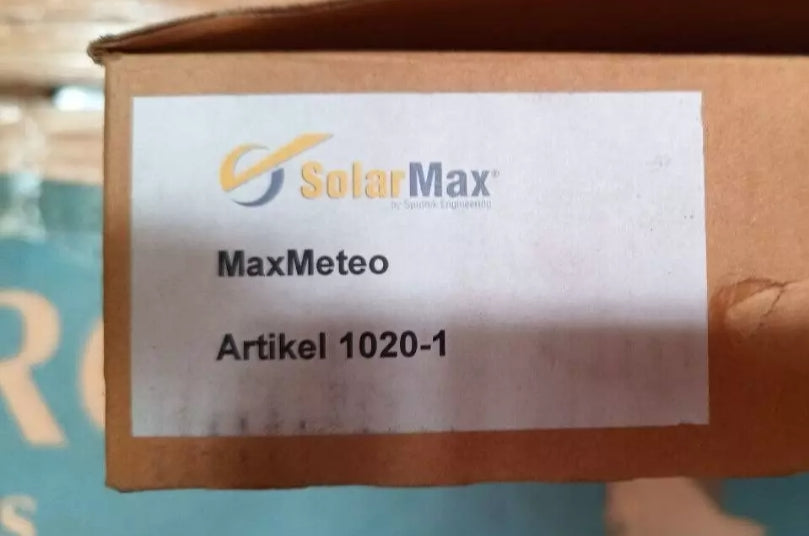 SolarMax®
by Sputnik Engineering
MaxMeteo
Artikel 1020-1
R
s